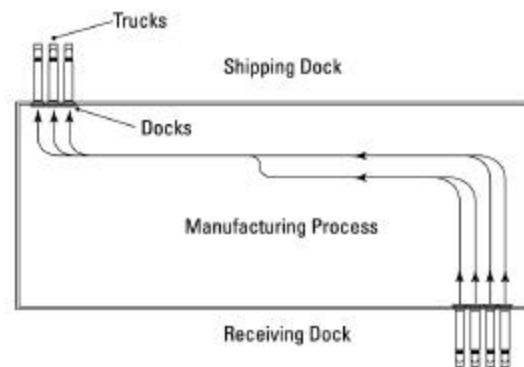 Trucks
Shipping Dock
Docks
Manufacturing Process
Receiving Dock